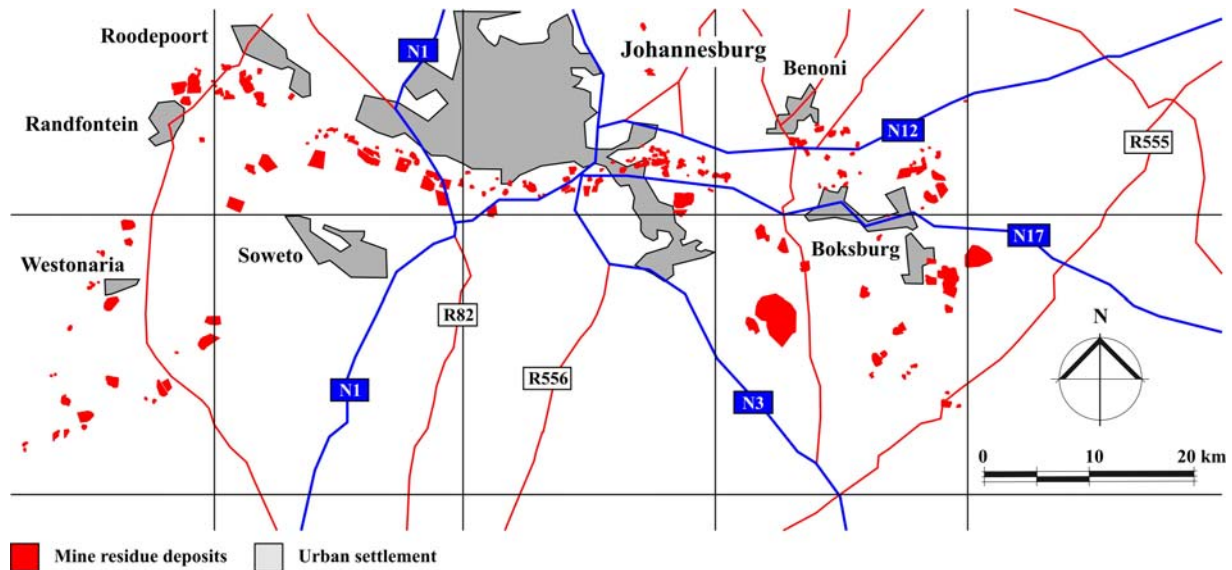 Roodepoort
N1
Johannesburg
Benoni
Randfontein
N12
R555
Westonaria
Soweto
Boksburg
N17
R82
N
R556
N1
N3
0 10 20 km
Mine residue deposits
Urban settlement